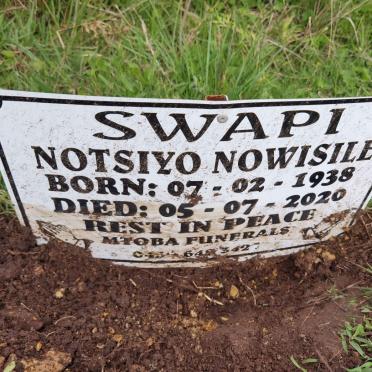 SWAPI
NOTSIYO NOWISILE
BORN: 07 - 02 - 1938
DIED: 05 - 07 - 2020
REST IN PEACE
MTOBA FUNERALS